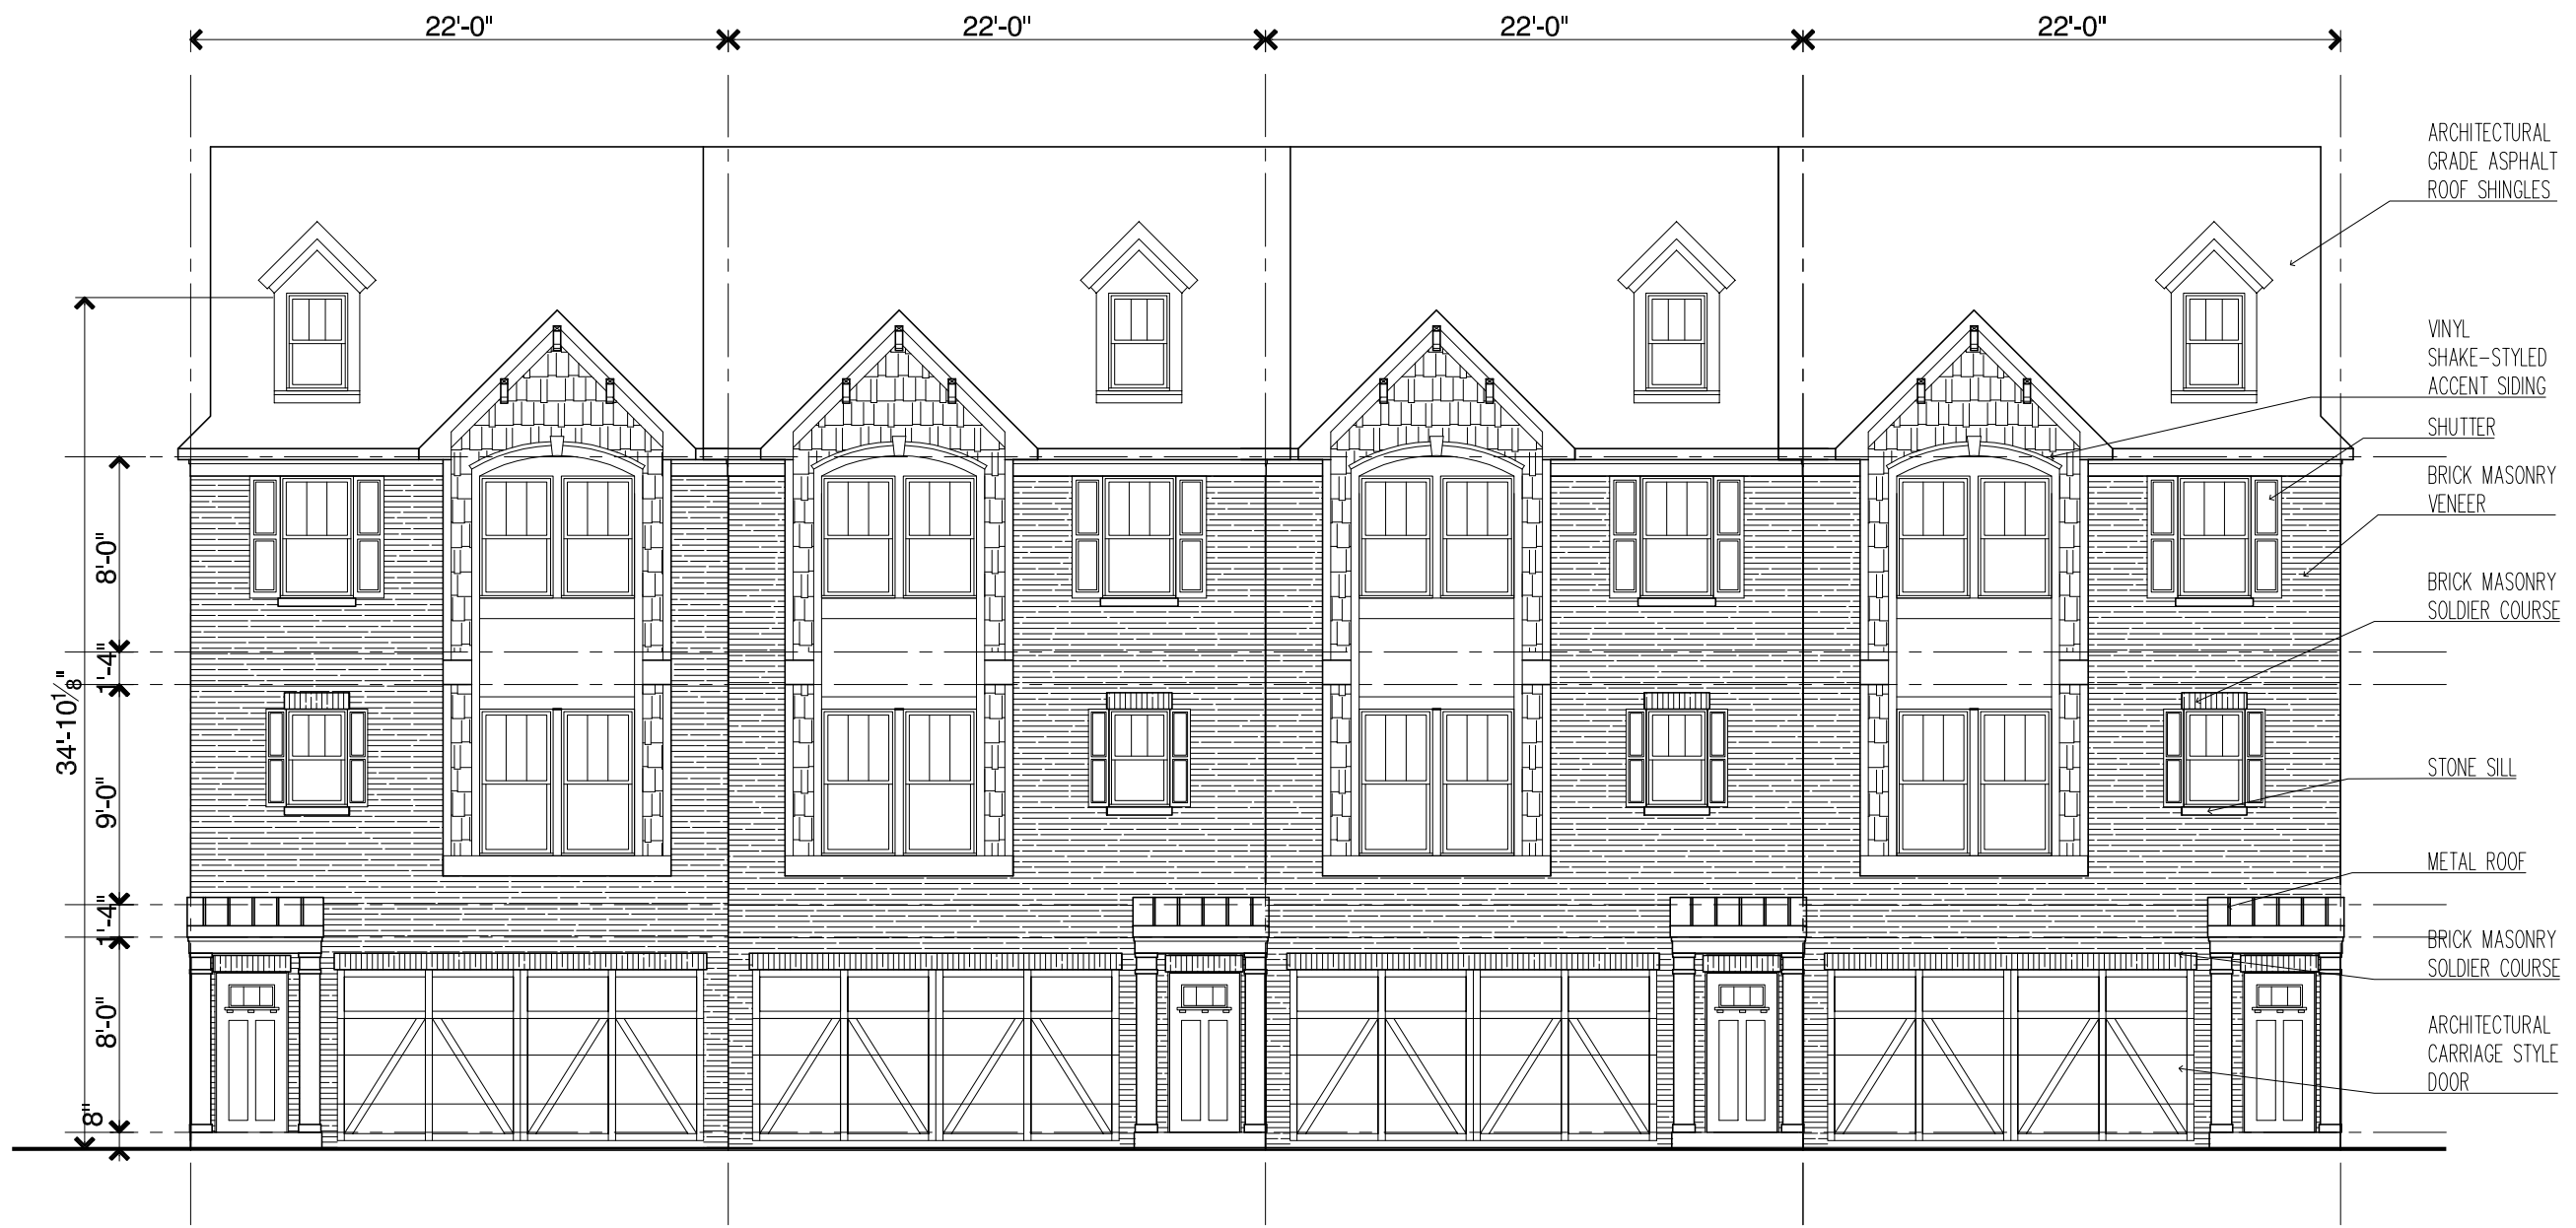 22'-0"
22'-0"
22'-0"
22'-0"
ARCHITECTURAL
GRADE ASPHALT
ROOF SHINGLES
VINYL
SHAKE-STYLED
ACCENT SIDING
SHUTTER
BRICK MASONRY
VENEER
BRICK MASONRY
SOLDIER COURSE
STONE SILL
METAL ROOF
BRICK MASONRY
SOLDIER COURSE
ARCHITECTURAL
CARRIAGE STYLE
DOOR
34'-10 1/8"
8'-0"
1'-4"
9'-0"
1'-4"
8'-0"
8"